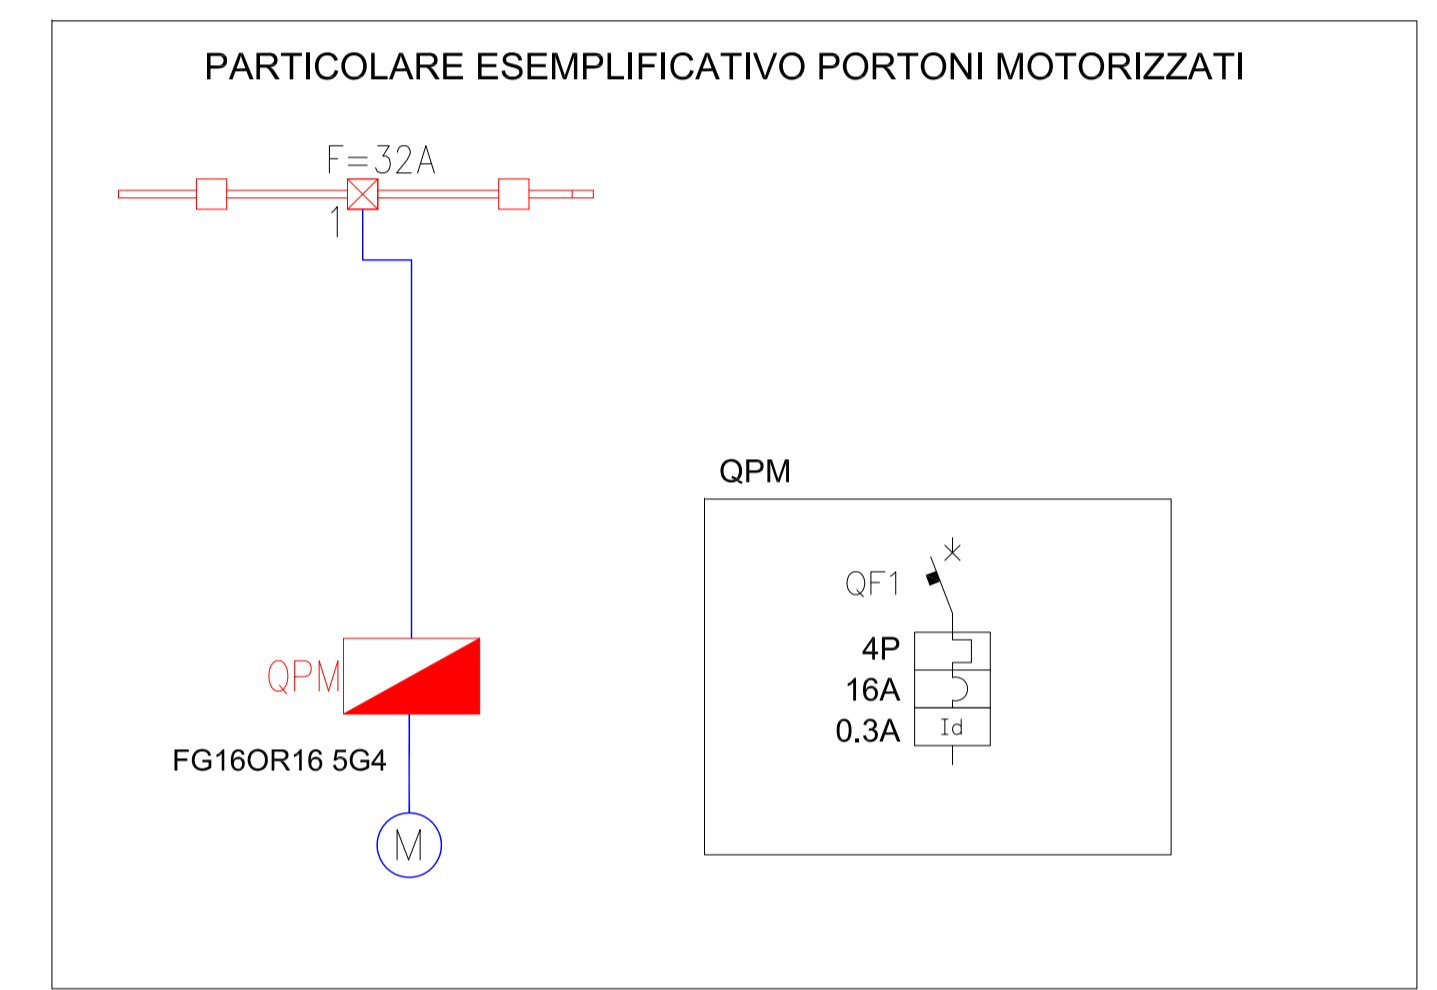 PARTICOLARE ESEMPLIFICATIVO PORTONI MOTORIZZATI
F=32A
1
QPM
FG16OR16 5G4
M
QPM
QF1
4P
16A
0.3A
Id